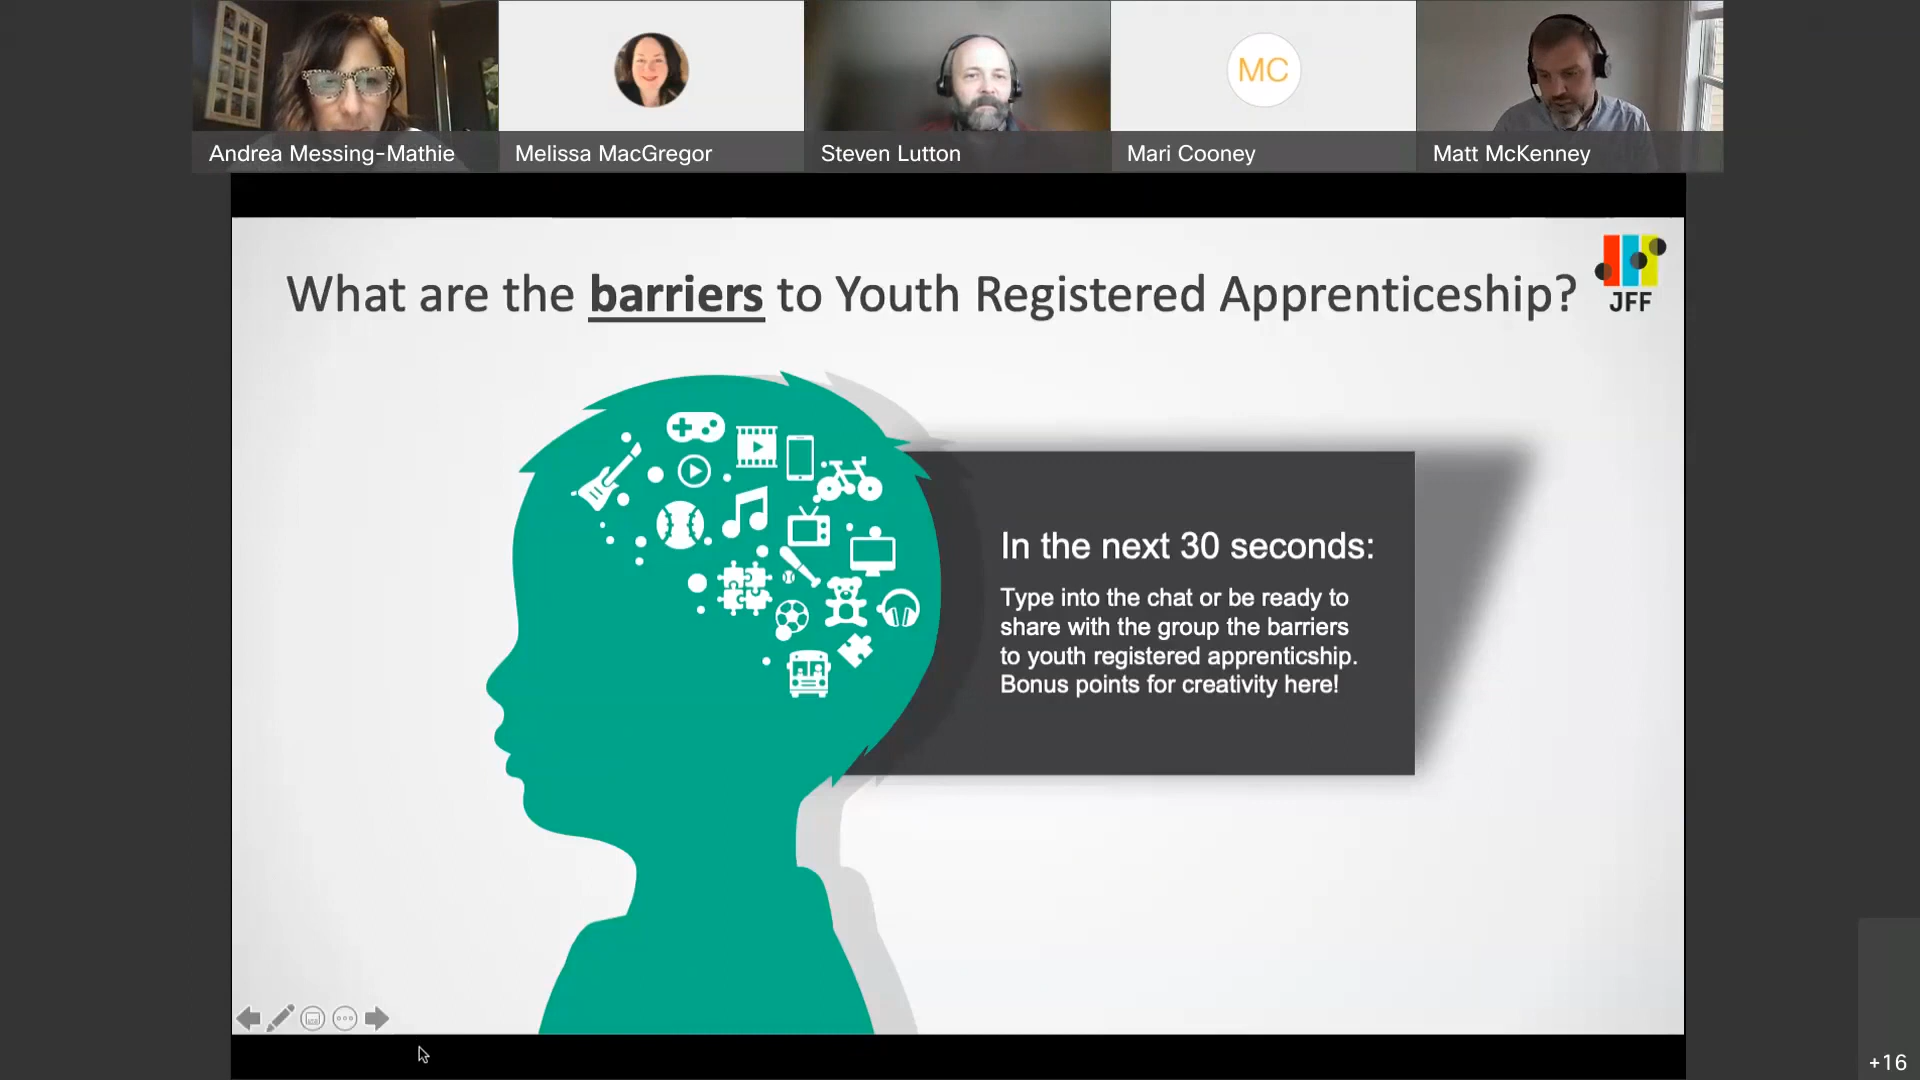 Andrea Messing-Mathie
Melissa MacGregor
Steven Lutton
MC
Mari Cooney
Matt McKenney
What are the barriers to Youth Registered Apprenticeship?
JFF
In the next 30 seconds:
Type into the chat or be ready to
share with the group the barriers
to youth registered apprenticship.
Bonus points for creativity here!
+16